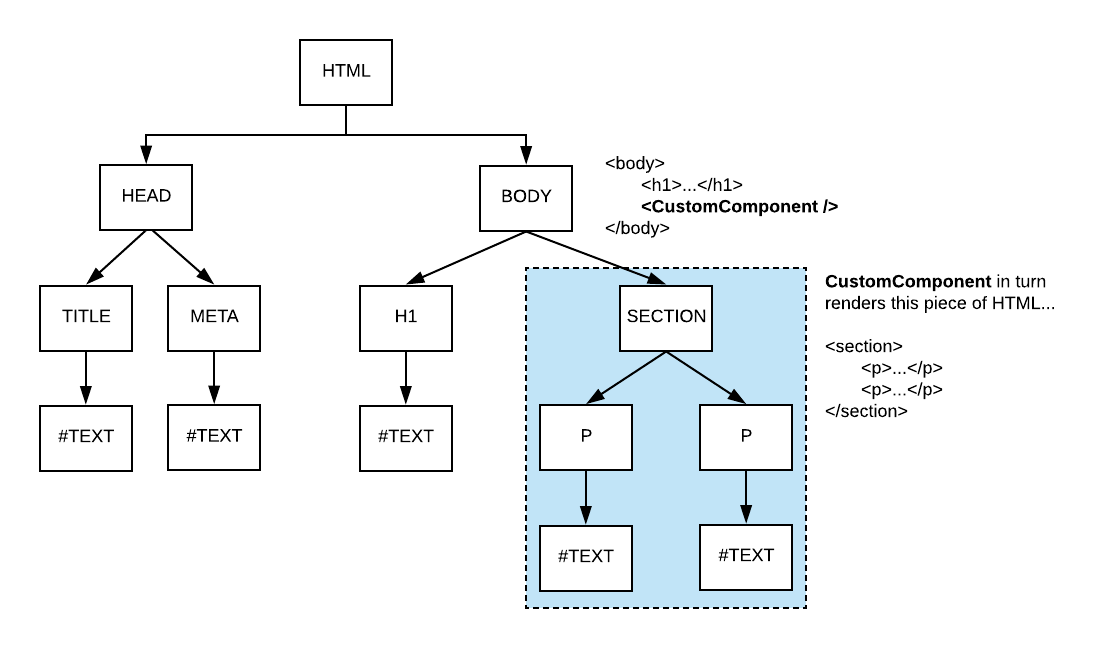 HTML
HEAD
BODY
<body>
<h1>...</h1>
<CustomComponent />
</body>
TITLE
META
H1
SECTION
CustomComponent in turn
renders this piece of HTML...
<section>
<p>...</p>
<p>...</p>
</section>
#TEXT
#TEXT
#TEXT
P
P
#TEXT
#TEXT